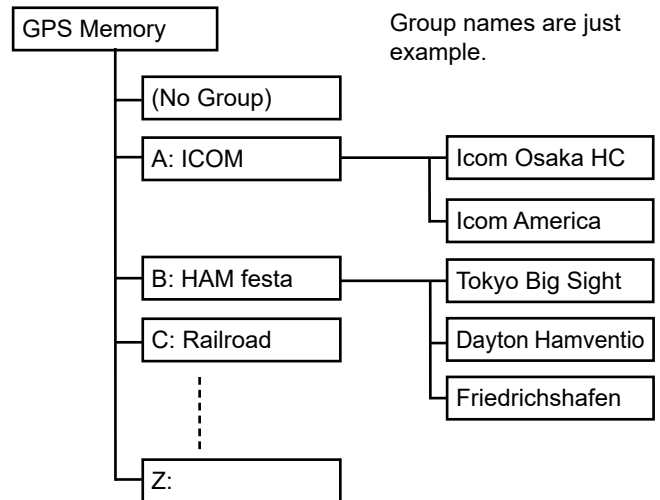 GPS Memory
Group names are just
example.
(No Group)
A: ICOM
Icom Osaka HC
Icom America
B: HAM festa
Tokyo Big Sight
C: Railroad
Dayton Hamventio
Friedrichshafen
Z: